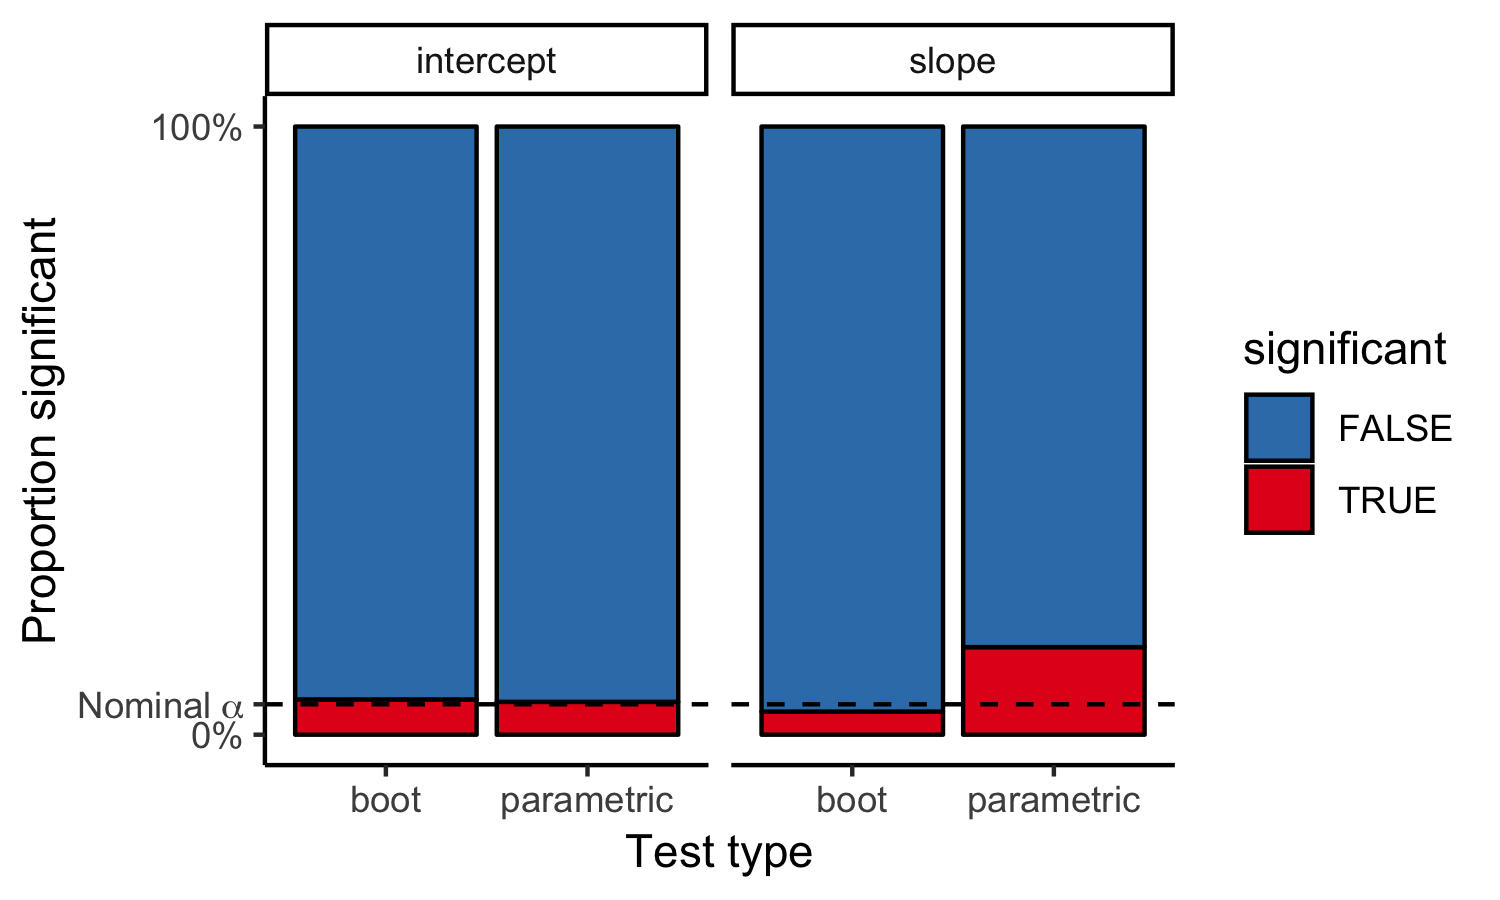 intercept
slope
Proportion significant
100%
Nominal α
0%
boot
parametric
boot
parametric
Test type
significant
FALSE
TRUE